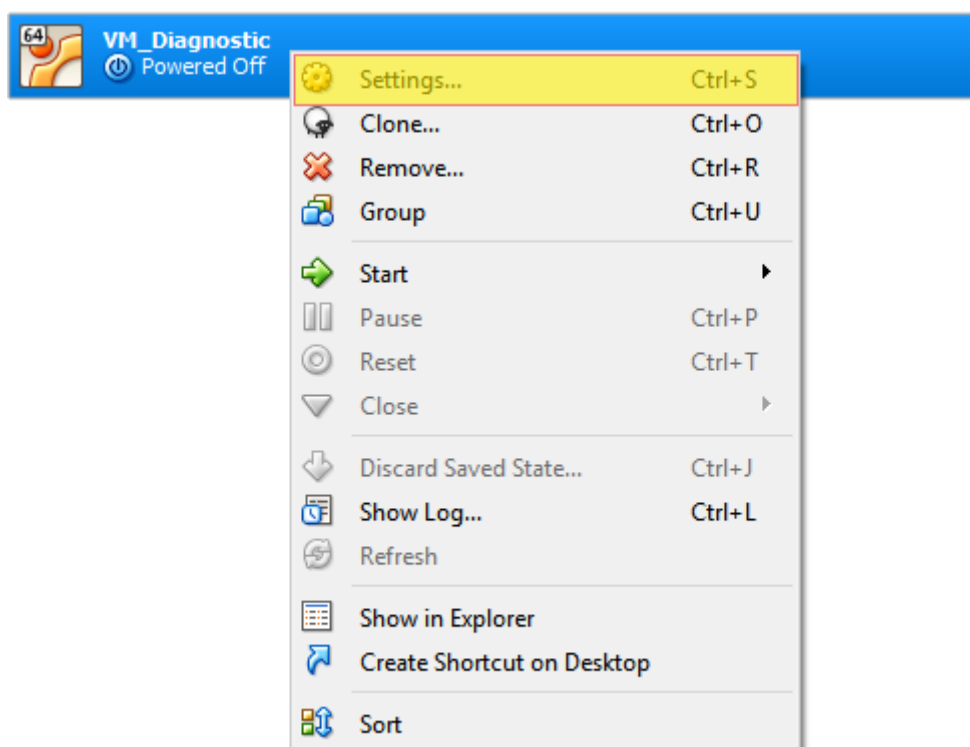 64
VM_Diagnostic
Powered Off
Settings... Ctrl+S
Clone... Ctrl+O
Remove... Ctrl+R
Group Ctrl+U
Start
Pause Ctrl+P
Reset Ctrl+T
Close
Discard Saved State... Ctrl+J
Show Log... Ctrl+L
Refresh
Show in Explorer
Create Shortcut on Desktop
Sort